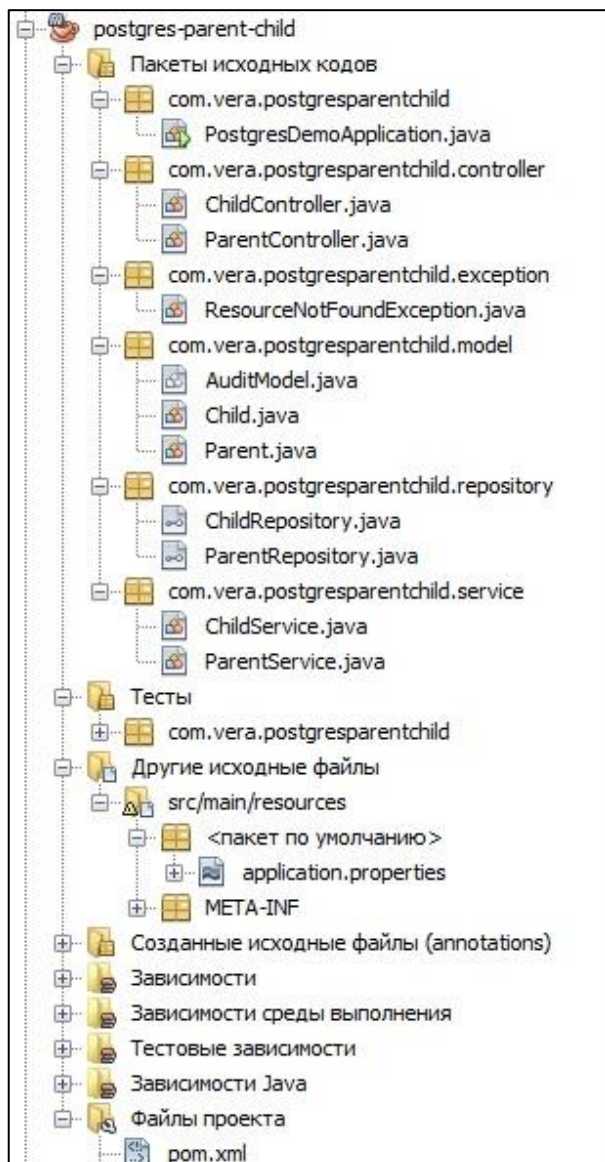 postgres-parent-child
Пакеты исходных кодов
com.vera.postgresparentchild
PostgresDemoApplication.java
com.vera.postgresparentchild.controller
ChildController.java
ParentController.java
com.vera.postgresparentchild.exception
ResourceNotFoundException.java
com.vera.postgresparentchild.model
AuditModel.java
Child.java
Parent.java
com.vera.postgresparentchild.repository
ChildRepository.java
ParentRepository.java
com.vera.postgresparentchild.service
ChildService.java
ParentService.java
Тесты
com.vera.postgresparentchild
Другие исходные файлы
src/main/resources
<пакет по умолчанию>
application.properties
META-INF
Созданные исходные файлы (annotations)
Зависимости
Зависимости среды выполнения
Тестовые зависимости
Зависимости Java
Файлы проекта
pom.xml